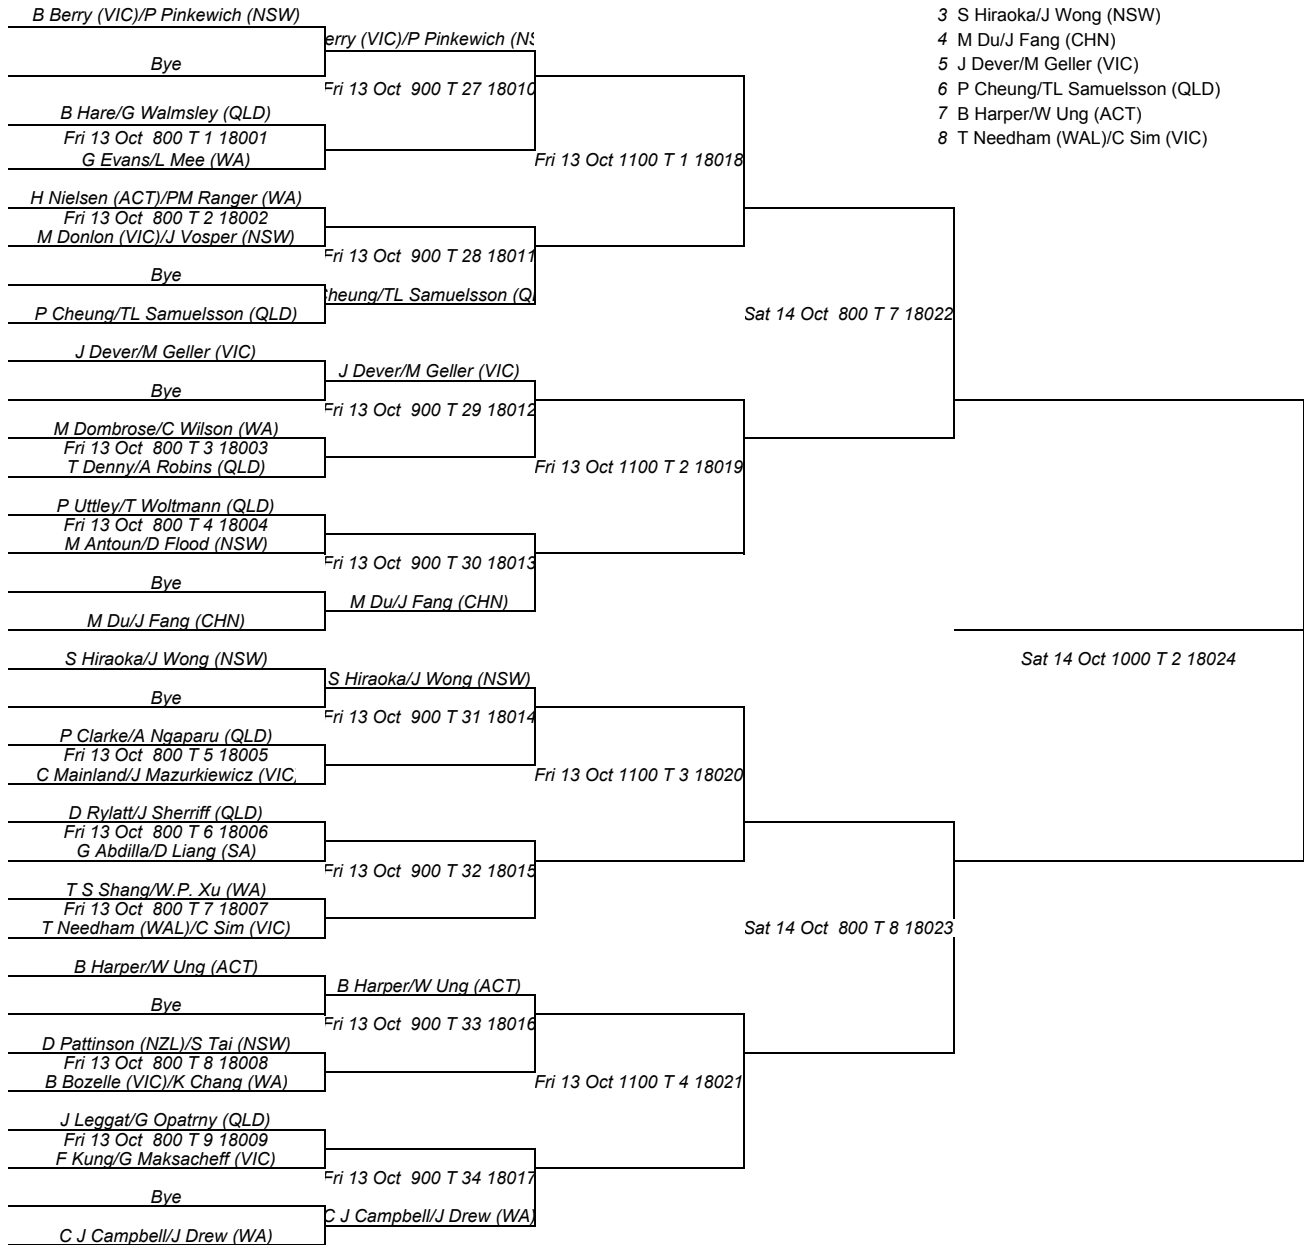 B Berry (VIC)/P Pinkewich (NSW)
Bye
B Hare/G Walmsley (QLD)
Fri 13 Oct 800 T 1 18001
G Evans/L Mee (WA)
H Nielsen (ACT)/PM Ranger (WA)
Fri 13 Oct 800 T 2 18002
M Donlon (VIC)/J Vosper (NSW)
Bye
P Cheung/TL Samuelsson (QLD)
J Dever/M Geller (VIC)
Bye
M Dombrose/C Wilson (WA)
Fri 13 Oct 800 T 3 18003
T Denny/A Robins (QLD)
P Uttley/T Woltmann (QLD)
Fri 13 Oct 800 T 4 18004
M Antoun/D Flood (NSW)
Bye
M Du/J Fang (CHN)
S Hiraoka/J Wong (NSW)
Bye
P Clarke/A Ngaparu (QLD)
Fri 13 Oct 800 T 5 18005
C Mainland/J Mazurkiewicz (VIC)
D Rylatt/J Sherriff (QLD)
Fri 13 Oct 800 T 6 18006
G Abdilla/D Liang (SA)
T S Shang/W.P. Xu (WA)
Fri 13 Oct 800 T 7 18007
T Needham (WAL)/C Sim (VIC)
B Harper/W Ung (ACT)
Bye
D Pattinson (NZL)/S Tai (NSW)
Fri 13 Oct 800 T 8 18008
B Bozelle (VIC)/K Chang (WA)
J Leggat/G Opatrny (QLD)
Fri 13 Oct 800 T 9 18009
F Kung/G Maksacheff (VIC)
Bye
C J Campbell/J Drew (WA)
erry (VIC)/P Pinkewich (NS
Fri 13 Oct 900 T 27 18010
Fri 13 Oct 900 T 28 18011
heung/TL Samuelsson (QL
J Dever/M Geller (VIC)
Fri 13 Oct 900 T 29 18012
Fri 13 Oct 900 T 30 18013
M Du/J Fang (CHN)
S Hiraoka/J Wong (NSW)
Fri 13 Oct 900 T 31 18014
Fri 13 Oct 900 T 32 18015
B Harper/W Ung (ACT)
Fri 13 Oct 900 T 33 18016
Fri 13 Oct 900 T 34 18017
C J Campbell/J Drew (WA)
Fri 13 Oct 1100 T 1 18018
Fri 13 Oct 1100 T 2 18019
Fri 13 Oct 1100 T 3 18020
Fri 13 Oct 1100 T 4 18021
Sat 14 Oct 800 T 7 18022
Sat 14 Oct 800 T 8 18023
Sat 14 Oct 1000 T 2 18024
3 S Hiraoka/J Wong (NSW)
4 M Du/J Fang (CHN)
5 J Dever/M Geller (VIC)
6 P Cheung/TL Samuelsson (QLD)
7 B Harper/W Ung (ACT)
8 T Needham (WAL)/C Sim (VIC)